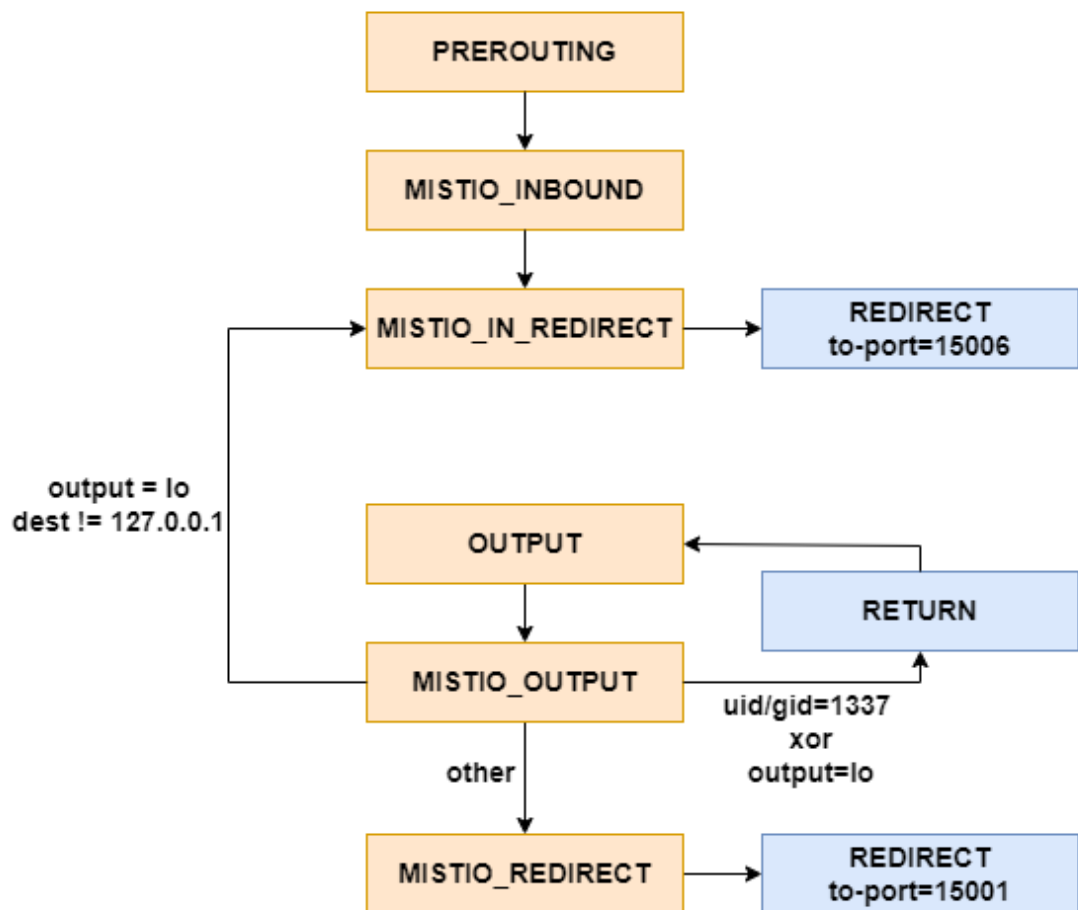 PREROUTING
MISTIO_INBOUND
MISTIO_IN_REDIRECT
REDIRECT
to-port=15006
output = lo
dest != 127.0.0.1
OUTPUT
RETURN
MISTIO_OUTPUT
uid/gid=1337
xor
output=lo
other
MISTIO_REDIRECT
REDIRECT
to-port=15001